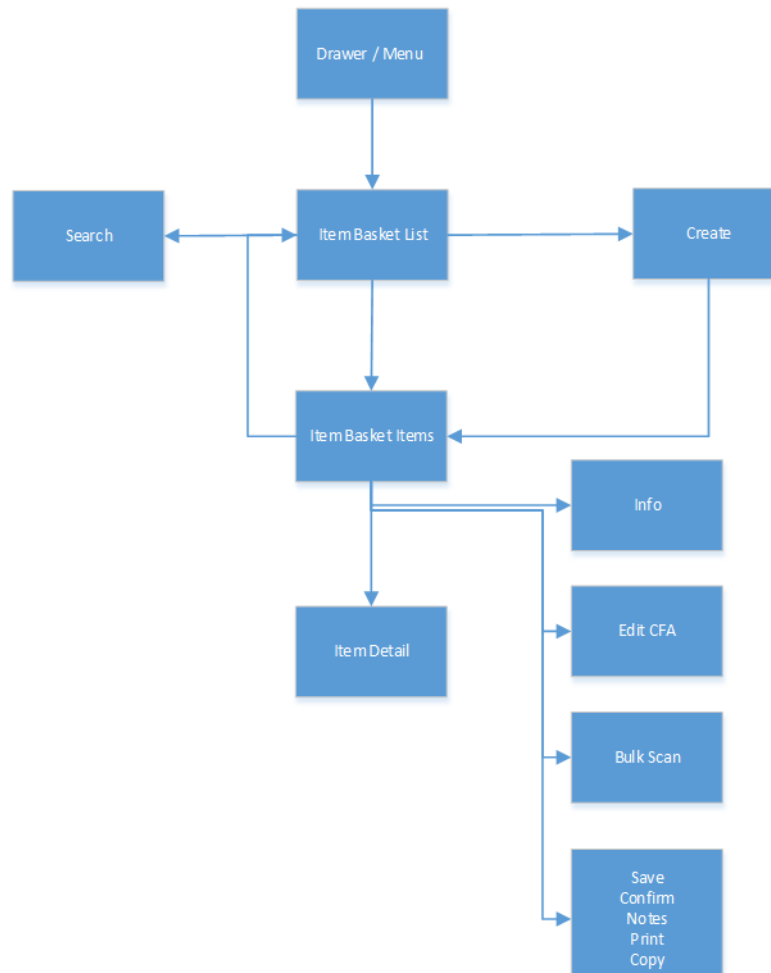 Drawer / Menu
Search
Item Basket List
Create
Item Basket Items
Info
Item Detail
Edit CFA
Bulk Scan
Save
Confirm
Notes
Print
Copy